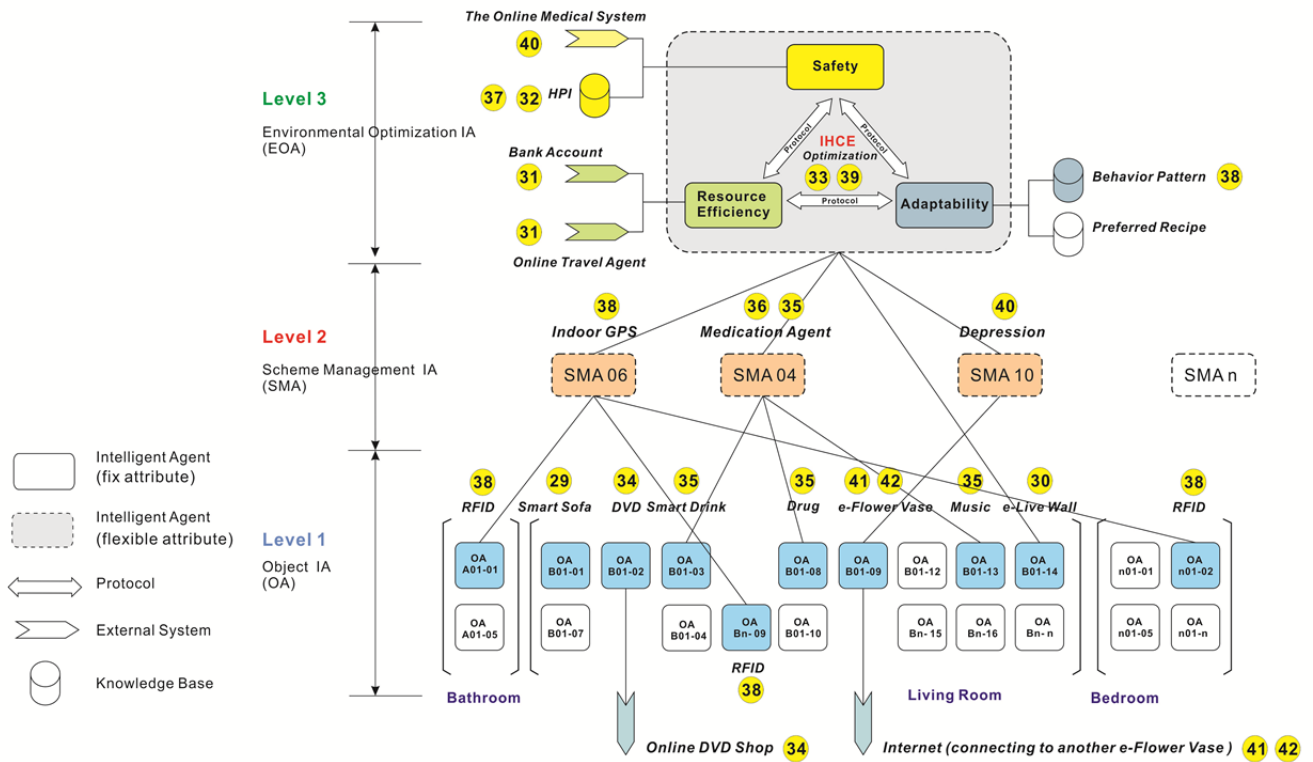 The Online Medical System
40
Level 3
Environmental Optimization IA
(EOA)
37 32 HPI
Bank Account
31
31
Online Travel Agent
Safety
Protocol
Protocol
IHCE
Optimization
33 39
Resource
Efficiency
Protocol
Adaptability
Behavior Pattern 38
Preferred Recipe
Level 2
Scheme Management IA
(SMA)
38
Indoor GPS
36 35
Medication Agent
40
Depression
SMA 06
SMA 04
SMA 10
SMA n
Intelligent Agent
(fix attribute)
Intelligent Agent
(flexible attribute)
Protocol
External System
Knowledge Base
Level 1
Object IA
(OA)
38
RFID
29
Smart Sofa
34
DVD
35
Smart Drink
35
Drug
41 42
e-Flower Vase
35
Music
30
e-Live Wall
38
RFID
OA
A01-01
OA
B01-01
OA
B01-02
OA
B01-03
OA
B01-08
OA
B01-09
OA
B01-12
OA
B01-13
OA
B01-14
OA
n01-01
OA
n01-02
OA
A01-05
OA
B01-07
OA
B01-04
OA
Bn- 09
OA
B01-10
OA
Bn- 15
OA
Bn-16
OA
Bn- n
OA
n01-05
OA
n01-n
RFID
38
Bathroom
Living Room
Bedroom
Online DVD Shop 34
Internet (connecting to another e-Flower Vase ) 41 42